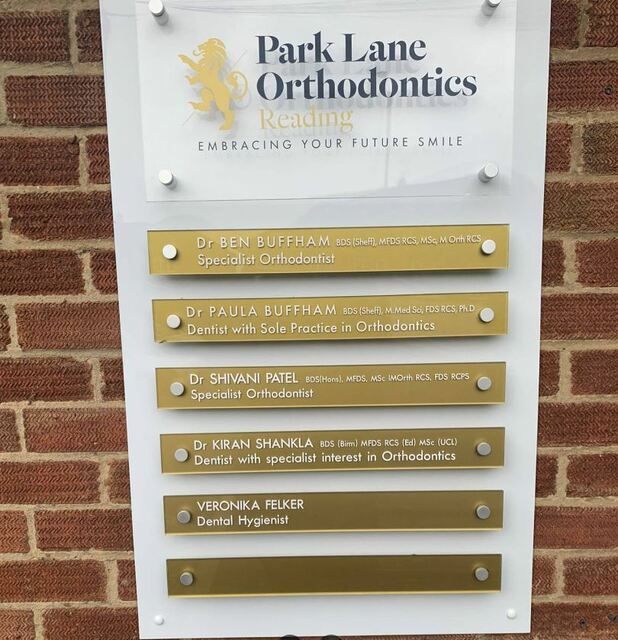 Park Lane
Orthodontics
Reading
EMBRACING YOUR FUTURE SMILE
Dr BEN BUFFHAM BDS (Sheff), MFDS RCS, MSc, M Orth RCS
Specialist Orthodontist
Dr PAULA BUFFHAM BDS (Sheff), M.Med Sci, FDS RCS, Ph.D
Dentist with Sole Practice in Orthodontics
Dr SHIVANI PATEL BDS(Hons), MFDS, MSc IMOrth RCS, FDS RCPS
Specialist Orthodontist
Dr KIRAN SHANKLA BDS (Birm) MFDS RCS (Ed) MSc (UCL)
Dentist with specialist interest in Orthodontics
VERONIKA FELKER
Dental Hygienist